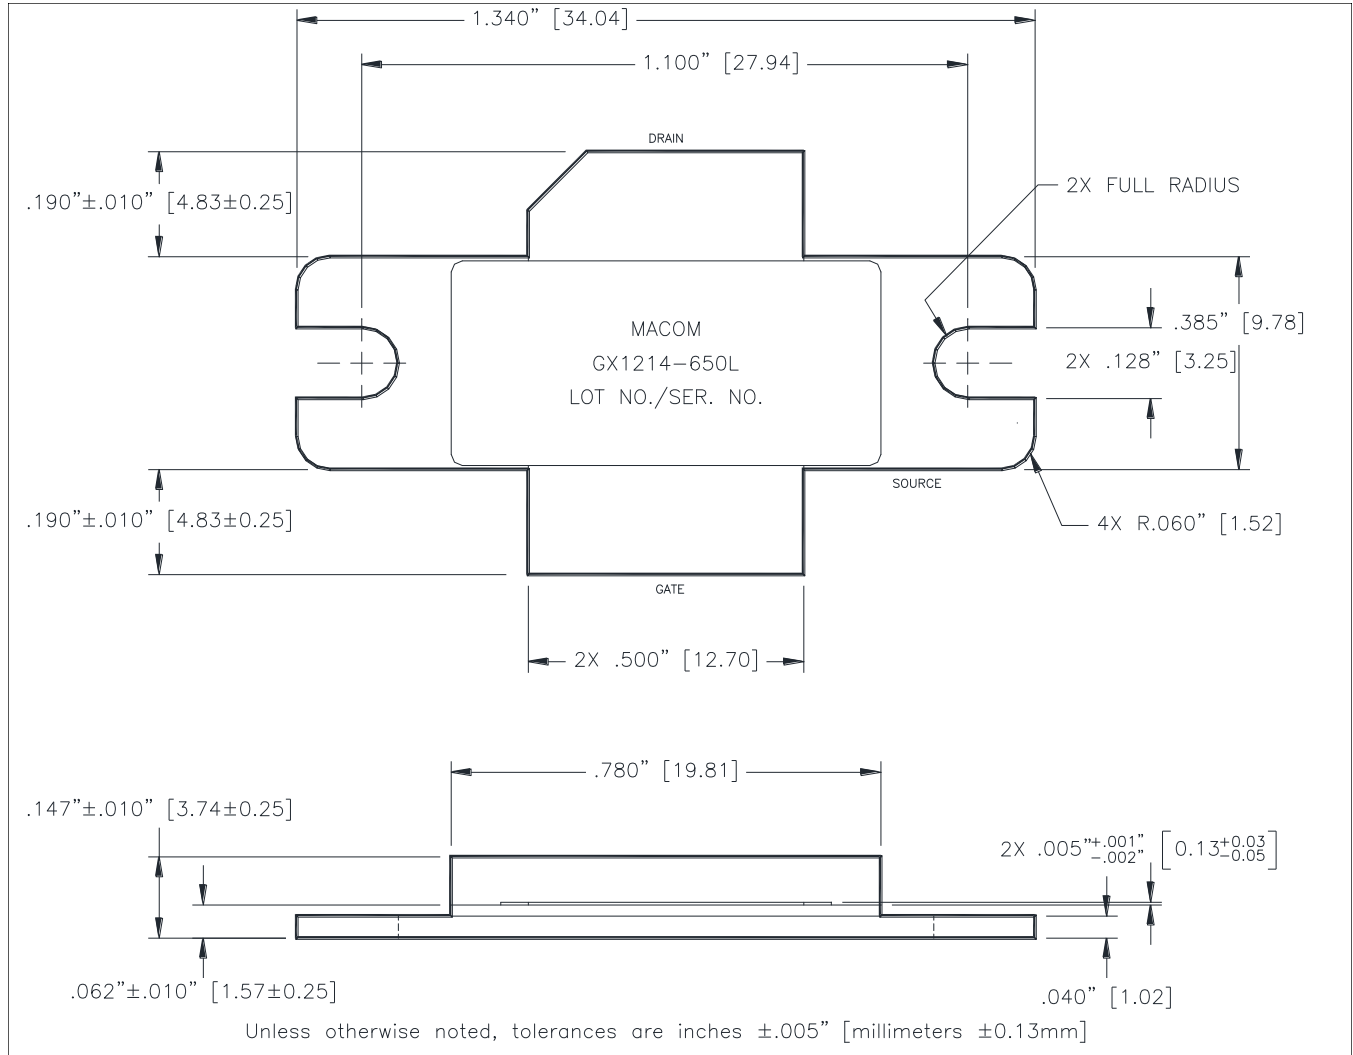 1.340” [34.04]
1.100” [27.94]
DRAIN
2X FULL RADIUS
.190”±.010” [4.83±0.25]
MACOM
GX1214-650L
LOT NO./SER. NO.
.385” [9.78]
2X .128” [3.25]
SOURCE
.190”±.010” [4.83±0.25]
4X R.060” [1.52]
GATE
2X .500” [12.70]
.780” [19.81]
.147”±.010” [3.74±0.25]
2X .005”+.001” -.002” [0.13+0.03 -0.05]
.062”±.010” [1.57±0.25]
.040” [1.02]
Unless otherwise noted, tolerances are inches ±.005” [millimeters ±0.13mm]